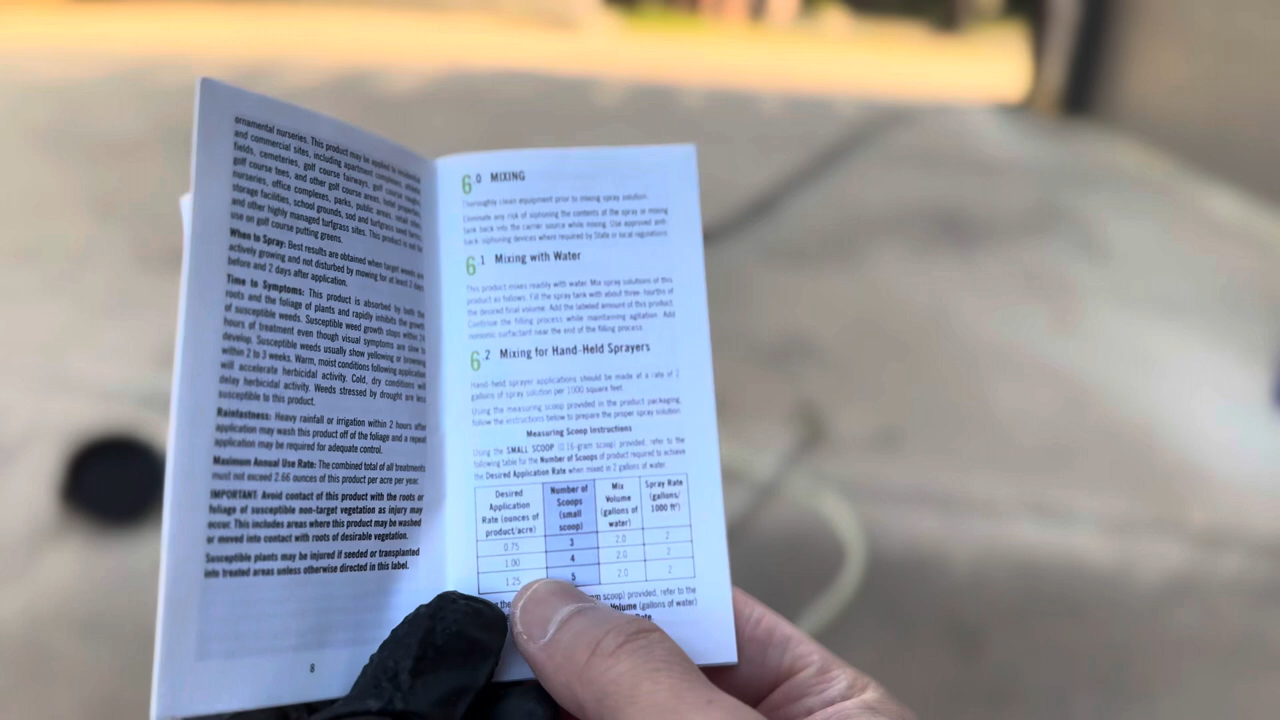 ornamental nurseries. This product may be applied to residential
and commercial sites, including apartment complexes, athletic
fields, cemeteries, golf course fairways, golf course roughs,
golf course tees, and other golf course areas, hotel properties,
nurseries, office complexes, parks, public areas, retail sites,
storage facilities, school grounds, sod and turfgrass seed farms,
and other highly managed turfgrass sites. This product is not for
use on golf course putting greens.
When to Spray: Best results are obtained when target weeds are
actively growing and not disturbed by mowing for at least 2 days
before and 2 days after application.
Time to Symptoms: This product is absorbed by both the
roots and the foliage of plants and rapidly inhibits the growth
of susceptible weeds. Susceptible weed growth stops within 24
hours of treatment even though visual symptoms are slow to
develop. Susceptible weeds usually show yellowing or browning
within 2 to 3 weeks. Warm, moist conditions following application
will accelerate herbicidal activity. Cold, dry conditions will
delay herbicidal activity. Weeds stressed by drought are less
susceptible to this product.
Rainfastness: Heavy rainfall or irrigation within 2 hours after
application may wash this product off of the foliage and a repeat
application may be required for adequate control.
Maximum Annual Use Rate: The combined total of all treatments
must not exceed 2.66 ounces of this product per acre per year.
IMPORTANT: Avoid contact of this product with the roots or
foliage of susceptible non-target vegetation as injury may
occur. This includes areas where this product may be washed
or moved into contact with roots of desirable vegetation.
Susceptible plants may be injured if seeded or transplanted
into treated areas unless otherwise directed in this label.
8
6.0 MIXING
Thoroughly clean equipment prior to mixing spray solution.
Eliminate any risk of siphoning the contents of the spray or mixing
tank back into the carrier source while mixing. Use approved anti-
back-siphoning devices where required by State or local regulations.
6.1 Mixing with Water
This product mixes readily with water. Mix spray solutions of this
product as follows: Fill the spray tank with about three-fourths of
the desired final volume. Add the labeled amount of this product.
Continue the filling process while maintaining agitation. Add
nonionic surfactant near the end of the filling process.
6.2 Mixing for Hand-Held Sprayers
Hand-held sprayer applications should be made at a rate of 2
gallons of spray solution per 1000 square feet.
Using the measuring scoop provided in the product packaging,
follow the instructions below to prepare the proper spray solution.
Measuring Scoop Instructions
Using the SMALL SCOOP (0.16-gram scoop) provided, refer to the
following table for the Number of Scoops of product required to achieve
the Desired Application Rate when mixed in 2 gallons of water.
Desired Application Rate (ounces of product/acre) Number of Scoops (small scoop) Mix Volume (gallons of water) Spray Rate (gallons/1000 ft²)
0.75 3 2.0 2
1.00 4 2.0 2
1.25 5 2.0 2
the scoop) provided, refer to the
Volume (gallons of water)
Rate